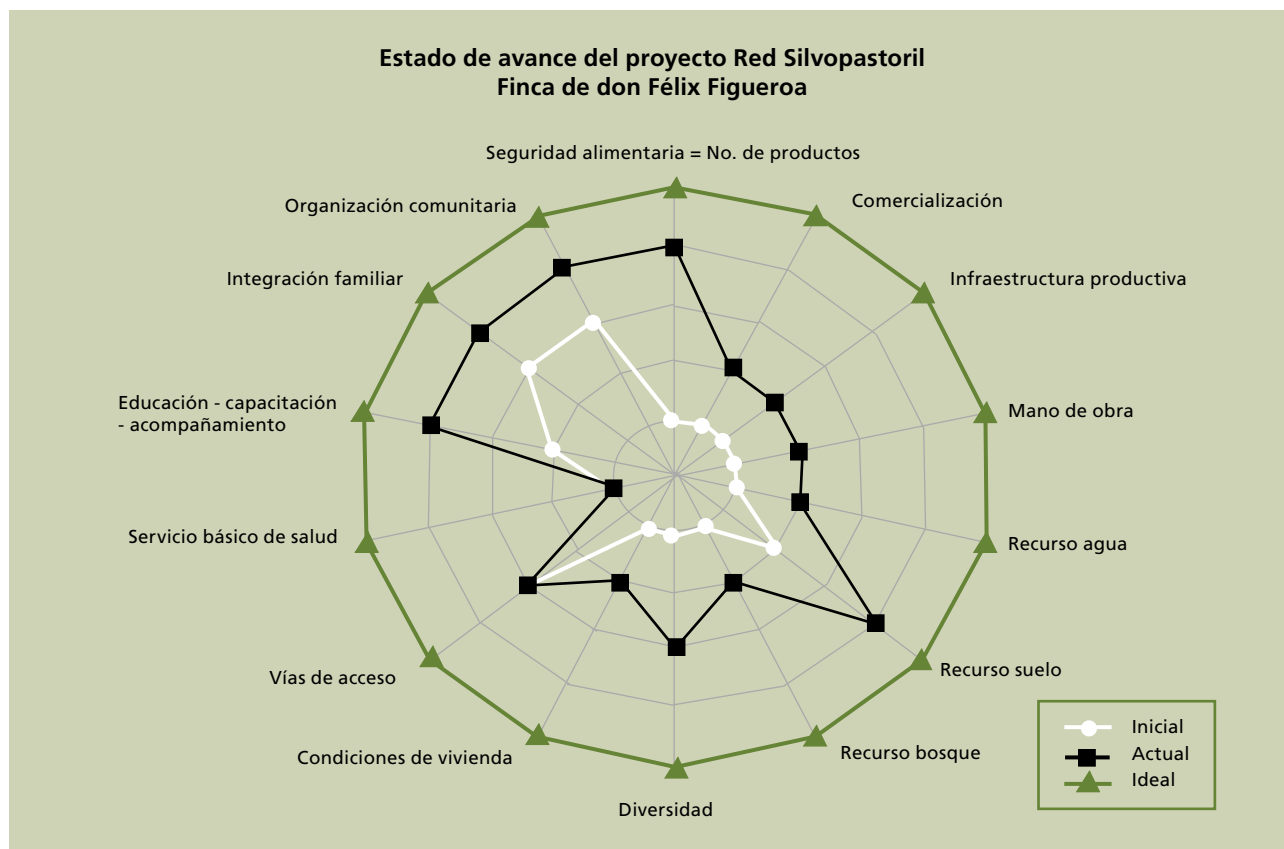 Estado de avance del proyecto Red Silvopastoril
Finca de don Félix Figueroa
Seguridad alimentaria = No. de productos
Comercialización
Infraestructura productiva
Mano de obra
Recurso agua
Recurso suelo
Recurso bosque
Diversidad
Condiciones de vivienda
Vías de acceso
Servicio básico de salud
Educación - capacitación
- acompañamiento
Integración familiar
Organización comunitaria
Inicial
Actual
Ideal